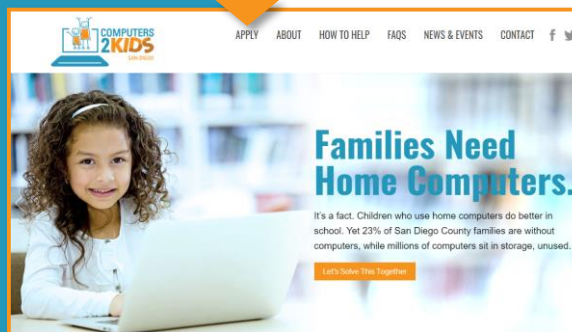 COMPUTERS
2KIDS
SAN DIEGO
APPLY ABOUT HOW TO HELP FAQS NEWS & EVENTS CONTACT
Families Need
Home Computers.
It's a fact. Children who use home computers do better in
school. Yet 23% of San Diego County families are without
computers, while millions of computers sit in storage, unused.
Let's Solve This Together